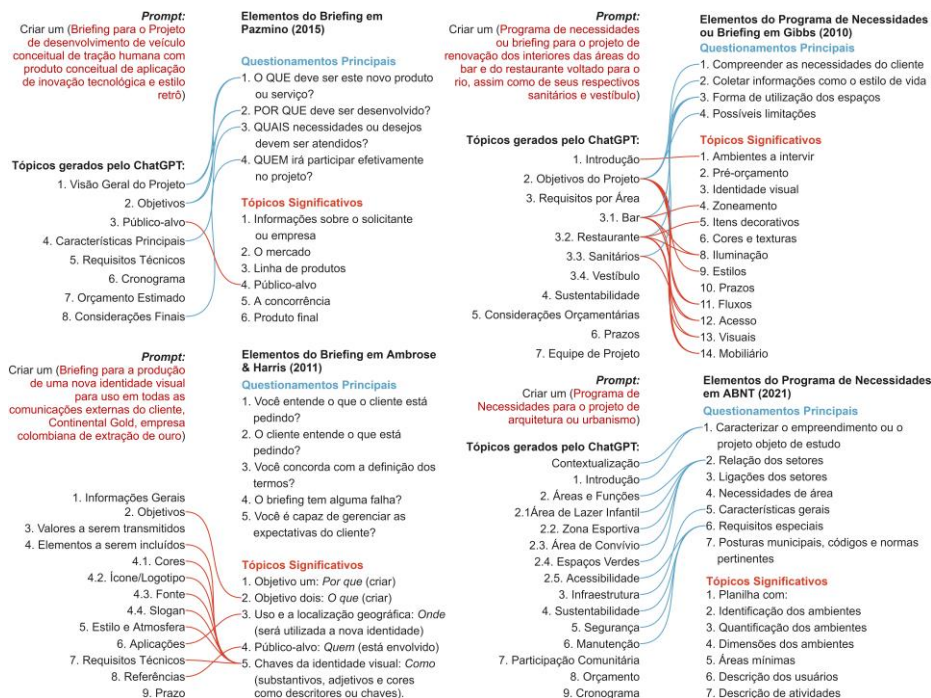 Prompt:
Criar um (Briefing para o Projeto
de desenvolvimento de veículo
conceitual de tração humana com
produto conceitual de aplicação
de inovação tecnológica e estilo
retrô)
Tópicos gerados pelo ChatGPT:
1. Visão Geral do Projeto
2. Objetivos
3. Público-alvo
4. Características Principais
5. Requisitos Técnicos
6. Cronograma
7. Orçamento Estimado
8. Considerações Finais
Elementos do Briefing em
Pazmino (2015)
Questionamentos Principais
1. O QUE deve ser este novo produto
ou serviço?
2. POR QUE deve ser desenvolvido?
3. QUAIS necessidades ou desejos
devem ser atendidos?
4. QUEM irá participar efetivamente
no projeto?
Tópicos Significativos
1. Informações sobre o solicitante
ou empresa
2. O mercado
3. Linha de produtos
4. Público-alvo
5. A concorrência
6. Produto final
Prompt:
Criar um (Programa de necessidades
ou briefing para o projeto de
renovação dos interiores das áreas do
bar e do restaurante voltado para o
rio, assim como de seus respectivos
sanitários e vestíbulo)
Tópicos gerados pelo ChatGPT:
1. Introdução
2. Objetivos do Projeto
3. Requisitos por Área
3.1. Bar
3.2. Restaurante
3.3. Sanitários
3.4. Vestíbulo
4. Sustentabilidade
5. Considerações Orçamentárias
6. Prazos
7. Equipe de Projeto
Elementos do Programa de Necessidades
ou Briefing em Gibbs (2010)
Questionamentos Principais
1. Compreender as necessidades do cliente
2. Coletar informações como o estilo de vida
3. Forma de utilização dos espaços
4. Possíveis limitações
Tópicos Significativos
1. Ambientes a intervir
2. Pré-orçamento
3. Identidade visual
4. Zoneamento
5. Itens decorativos
6. Cores e texturas
8. Iluminação
9. Estilos
10. Prazos
11. Fluxos
12. Acesso
13. Visuais
14. Mobiliário
Prompt:
Criar um (Briefing para a produção
de uma nova identidade visual
para uso em todas as
comunicações externas do cliente,
Continental Gold, empresa
colombiana de extração de ouro)
1. Informações Gerais
2. Objetivos
3. Valores a serem transmitidos
4. Elementos a serem incluídos
4.1. Cores
4.2. Ícone/Logotipo
4.3. Fonte
4.4. Slogan
5. Estilo e Atmosfera
6. Aplicações
7. Requisitos Técnicos
8. Referências
9. Prazo
Elementos do Briefing em Ambrose
& Harris (2011)
Questionamentos Principais
1. Você entende o que o cliente está
pedindo?
2. O cliente entende o que está
pedindo?
3. Você concorda com a definição dos
termos?
4. O briefing tem alguma falha?
5. Você é capaz de gerenciar as
expectativas do cliente?
Tópicos Significativos
1. Objetivo um: Por que (criar)
2. Objetivo dois: O que (criar)
3. Uso e a localização geográfica: Onde
(será utilizada a nova identidade)
4. Público-alvo: Quem (está envolvido)
5. Chaves da identidade visual: Como
(substantivos, adjetivos e cores
como descritores ou chaves).
Prompt:
Criar um (Programa de
Necessidades para o projeto de
arquitetura ou urbanismo)
Tópicos gerados pelo ChatGPT:
Contextualização
1. Introdução
2. Áreas e Funções
2.1Área de Lazer Infantil
2.2. Zona Esportiva
2.3. Área de Convívio
2.4. Espaços Verdes
2.5. Acessibilidade
3. Infraestrutura
4. Sustentabilidade
5. Segurança
6. Manutenção
7. Participação Comunitária
8. Orçamento
9. Cronograma
Elementos do Programa de Necessidades
em ABNT (2021)
Questionamentos Principais
1. Caracterizar o empreendimento ou o
projeto objeto de estudo
2. Relação dos setores
3. Ligações dos setores
4. Necessidades de área
5. Características gerais
6. Requisitos especiais
7. Posturas municipais, códigos e normas
pertinentes
Tópicos Significativos
1. Planilha com:
2. Identificação dos ambientes
3. Quantificação dos ambientes
4. Dimensões dos ambientes
5. Áreas mínimas
6. Descrição dos usuários
7. Descrição de atividades